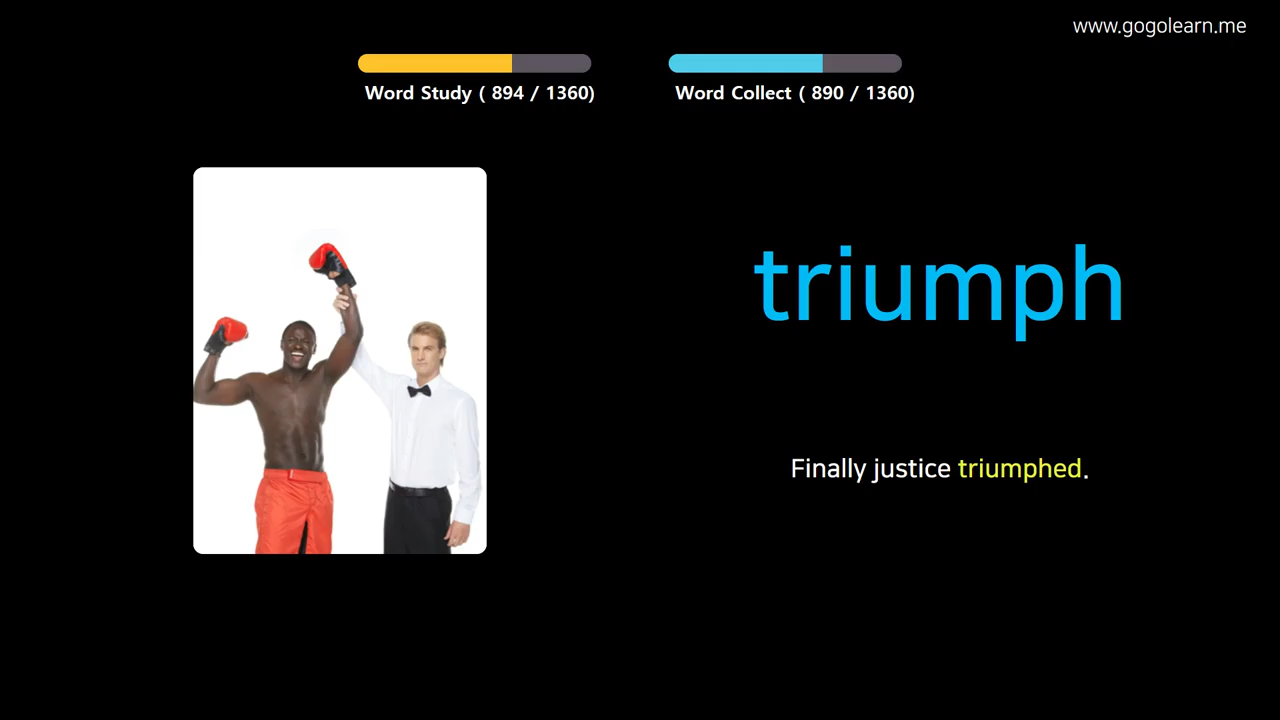 www.gogolearn.me
Word Study ( 894 / 1360)
Word Collect ( 890 / 1360)
triumph
Finally justice triumphed.